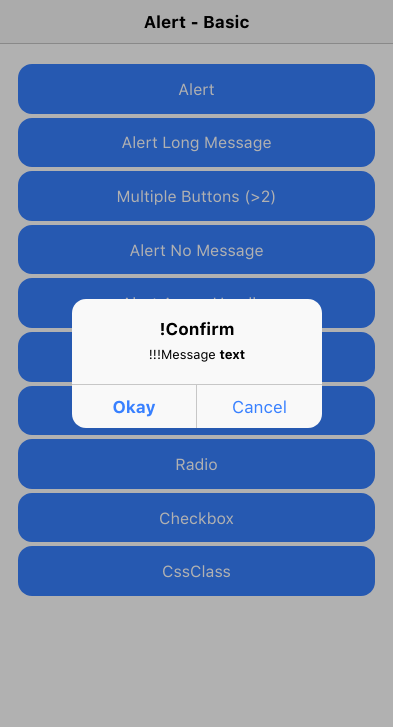 Alert - Basic
Alert
Alert Long Message
Multiple Buttons (>2)
Alert No Message
!Confirm
!!!Message text
Okay
Cancel
Radio
Checkbox
CssClass